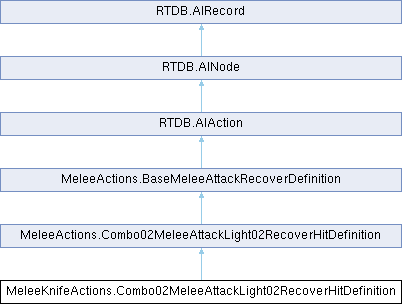 RTDB.AIRecord
RTDB.AINode
RTDB.AIAction
MeleeActions.BaseMeleeAttackRecoverDefinition
MeleeActions.Combo02MeleeAttackLight02RecoverHitDefinition
MeleeKnifeActions.Combo02MeleeAttackLight02RecoverHitDefinition